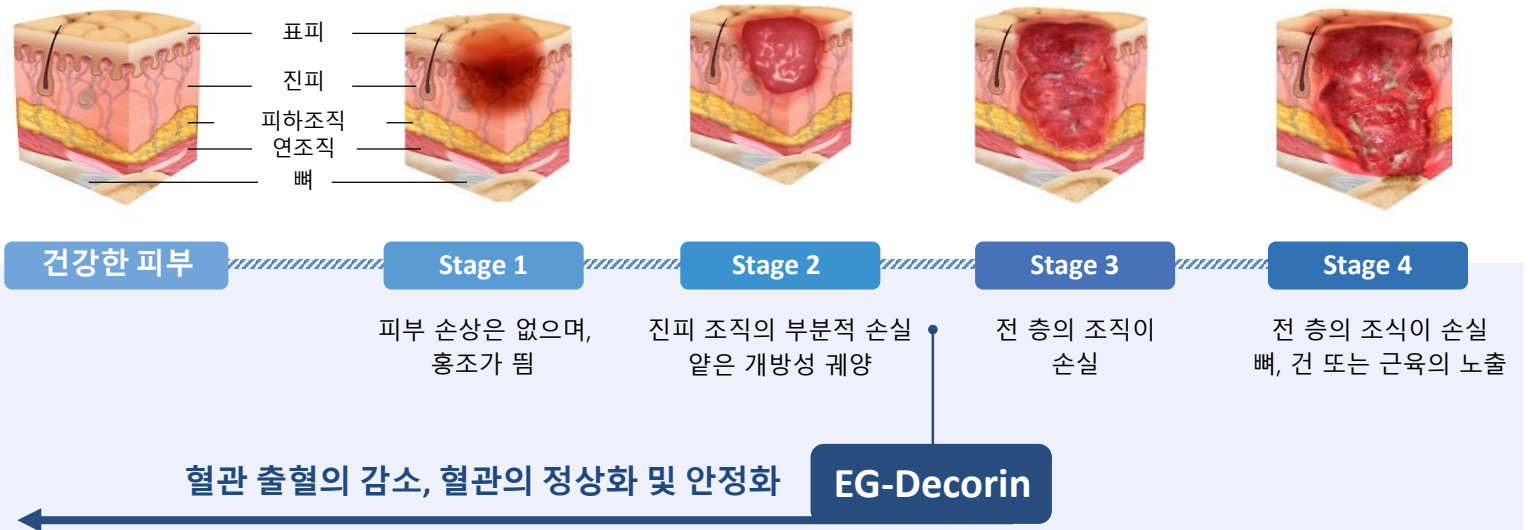 표피
진피
피하조직
연조직
뼈
건강한 피부
Stage 1
Stage 2
Stage 3
Stage 4
피부 손상은 없으며,
홍조가 띔
진피 조직의 부분적 손실
얕은 개방성 궤양
전 층의 조직이
손실
전 층의 조식이 손실
뼈, 건 또는 근육의 노출
혈관 출혈의 감소, 혈관의 정상화 및 안정화
EG-Decorin